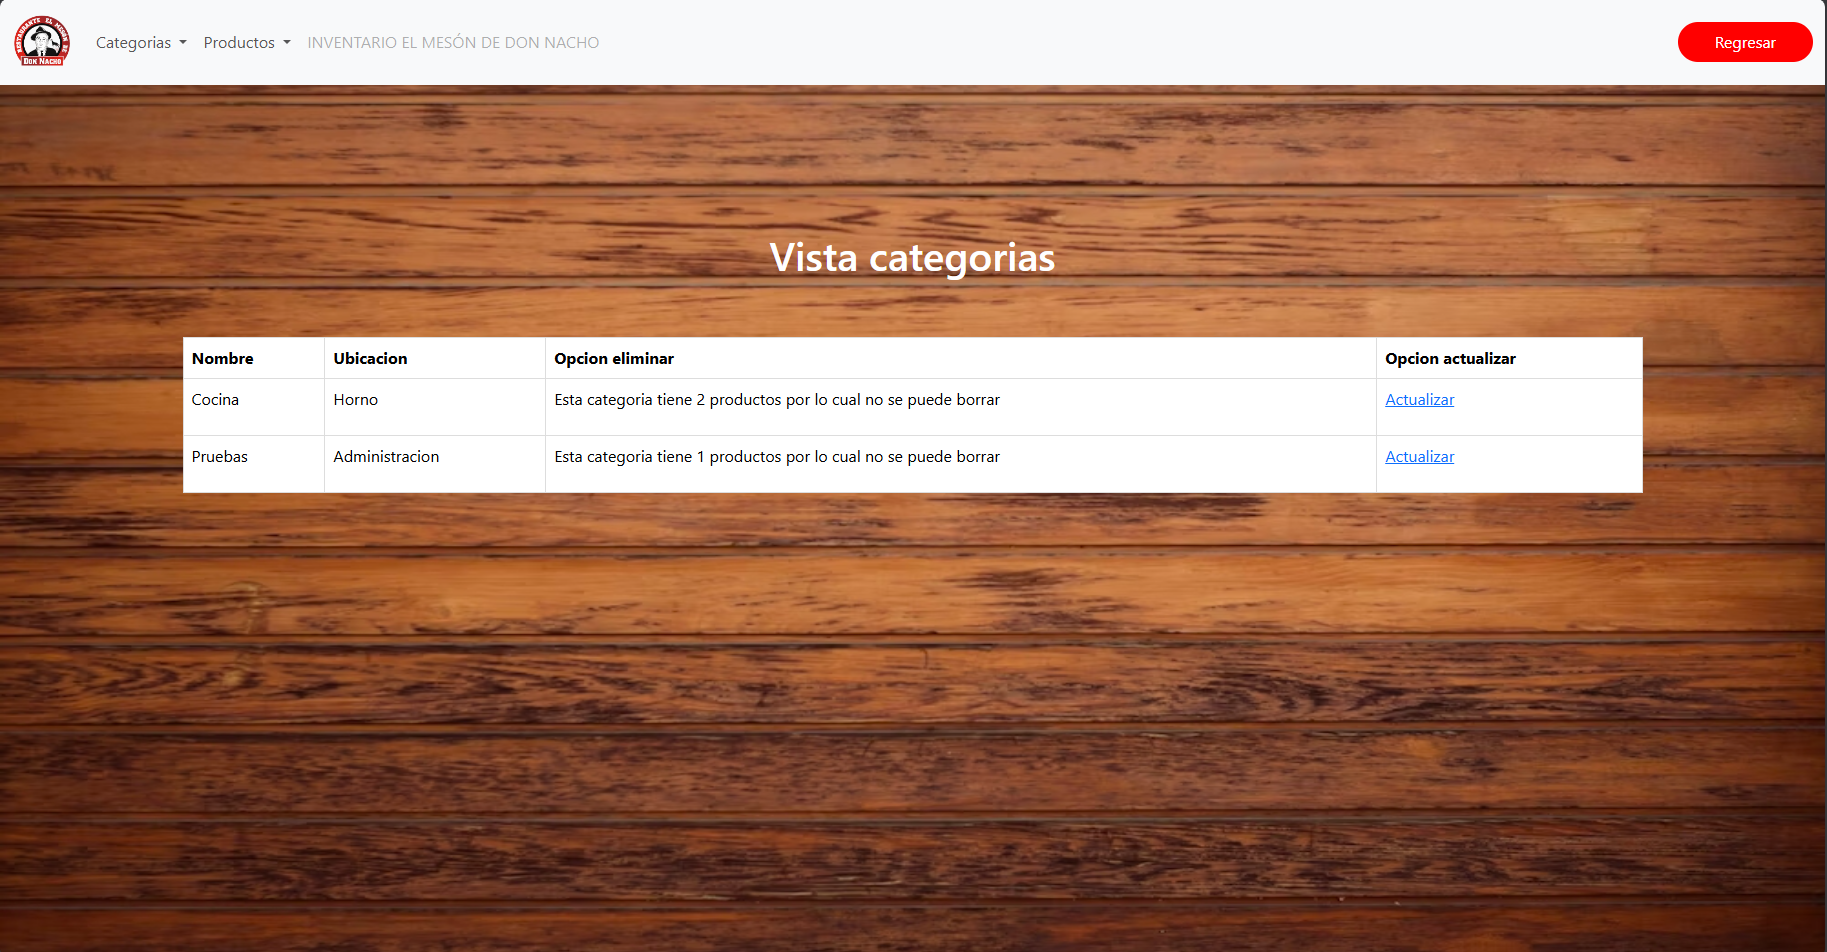 RESTAURANTE EL MESÓN DE
DON NACHO
Categorias Productos INVENTARIO EL MESÓN DE DON NACHO Regresar
Vista categorias
Nombre Ubicacion Opcion eliminar Opcion actualizar
Cocina Horno Esta categoria tiene 2 productos por lo cual no se puede borrar Actualizar
Pruebas Administracion Esta categoria tiene 1 productos por lo cual no se puede borrar Actualizar